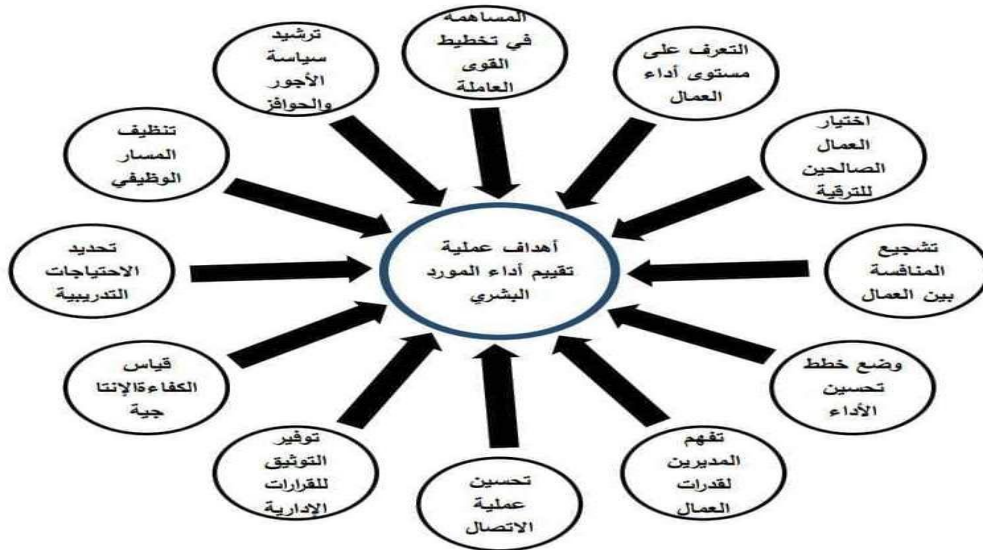 المساهمة
في تخطيط
القوى
العاملة
التعرف على
مستوى أداء
العمال
اختيار
العمال
الصالحين
للترقية
تشجيع
المنافسة
بين العمال
وضع خطط
تحسين
الأداء
تفهم
المديرين
لقدرات
العمال
تحسين
عملية
الاتصال
توفير
التوثيق
للقرارات
الإدارية
قياس
الكفاءةالإنتا
جية
تحديد
الاحتياجات
التدريبية
تنظيف
المسار
الوظيفي
ترشيد
سياسة
الأجور
والحوافز
أهداف عملية
تقييم أداء المورد
البشري